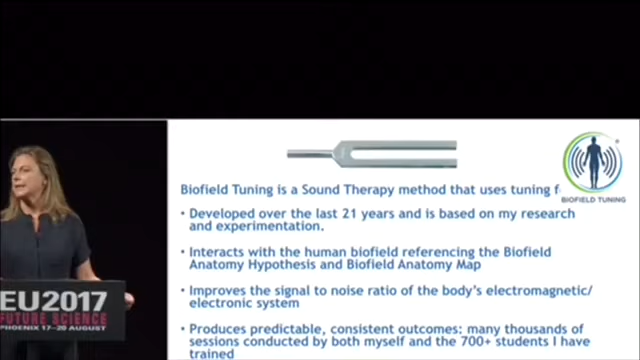 Biofield Tuning is a Sound Therapy method that uses tuning
BIOFIELD TUNING
• Developed over the last 21 years and is based on my research
and experimentation.
• Interacts with the human biofield referencing the Biofield
Anatomy Hypothesis and Biofield Anatomy Map
• Improves the signal to noise ratio of the body's electromagnetic/
electronic system
• Produces predictable, consistent outcomes: many thousands of
sessions conducted by both myself and the 700+ students I have
trained
EU2017
FUTURE SCIENCE
PHOENIX 17–20 AUGUST